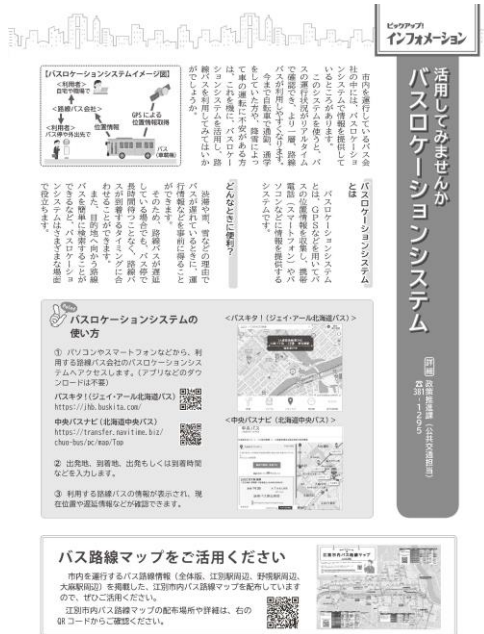 ピックアップ!
インフォメーション
活用してみませんか
バスロケーションシステム
詳細 政策推進課(公共交通担当)
☎381-1295
市内を運行しているバス会
社の中には、バスロケーショ
ンシステムで情報を提供して
いるところがあります。
このシステムを使うと、バ
スの運行状況がリアルタイム
で確認でき、より一層、路線
バスが利用しやすくなります。
今まで自転車で通勤、通学
をしていた方や、降雪によっ
て車の運転に不安がある方
は、これを機に、バスロケー
ションシステムを活用し、路
線バスを利用してみてはいか
がでしょうか。
【バスロケーションシステムイメージ図】
<利用者>
自宅や職場で
<路線バス会社>
位置情報
GPSによる
位置情報取得
<利用者>
バス停や外出先で
バス
(車載機)
バスロケーションシステム
とは
バスロケーションシステム
とは、GPSなどを用いてバ
スの位置情報を収集し、携帯
電話(スマートフォン)やパ
ソコンなどに情報を提供する
システムです。
どんなときに便利?
渋滞や雨、雪などの理由で
バスが遅れているときに、運
行情報などを事前に得ること
ができます。
そのため、路線バスが遅延
している場合でも、バス停で
長時間待つことなく、路線バ
スが到着するタイミングに合
わせることができます。
また、目的地へ向かう路線
バスを簡単に検索することが
できるなど、バスロケーショ
ンシステムはさまざまな場面
で役立ちます。
バスロケーションシステムの
使い方
① パソコンやスマートフォンなどから、利
用する路線バス会社のバスロケーションシス
テムへアクセスします。(アプリなどのダウ
ンロードは不要)
バスキタ!(ジェイ・アール北海道バス)
https://jhb.buskita.com/
中央バスナビ(北海道中央バス)
https://transfer.navitime.biz/
chuo-bus/pc/map/Top
② 出発地、到着地、出発もしくは到着時間
などを入力します。
③ 利用する路線バスの情報が表示され、現
在位置や遅延情報などが確認できます。
<バスキタ!(ジェイ・アール北海道バス)>
<中央バスナビ(北海道中央バス)>
バス路線マップをご活用ください
市内を運行するバス路線情報(全体版、江別駅周辺、野幌駅周辺、
大麻駅周辺)を掲載した、江別市内バス路線マップを配布しています
ので、ぜひご活用ください。
江別市内バス路線マップの配布場所や詳細は、右の
QRコードからご確認ください。